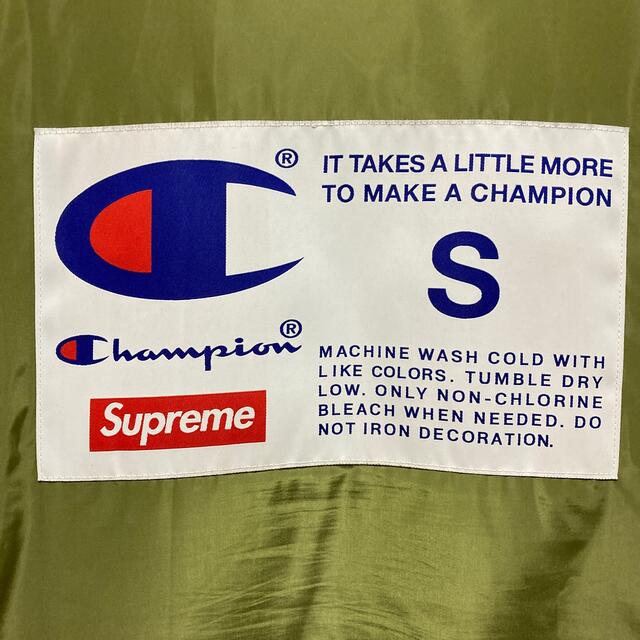 ®
Champion®
Supreme
IT TAKES A LITTLE MORE
TO MAKE A CHAMPION
S
MACHINE WASH COLD WITH
LIKE COLORS. TUMBLE DRY
LOW. ONLY NON-CHLORINE
BLEACH WHEN NEEDED. DO
NOT IRON DECORATION.